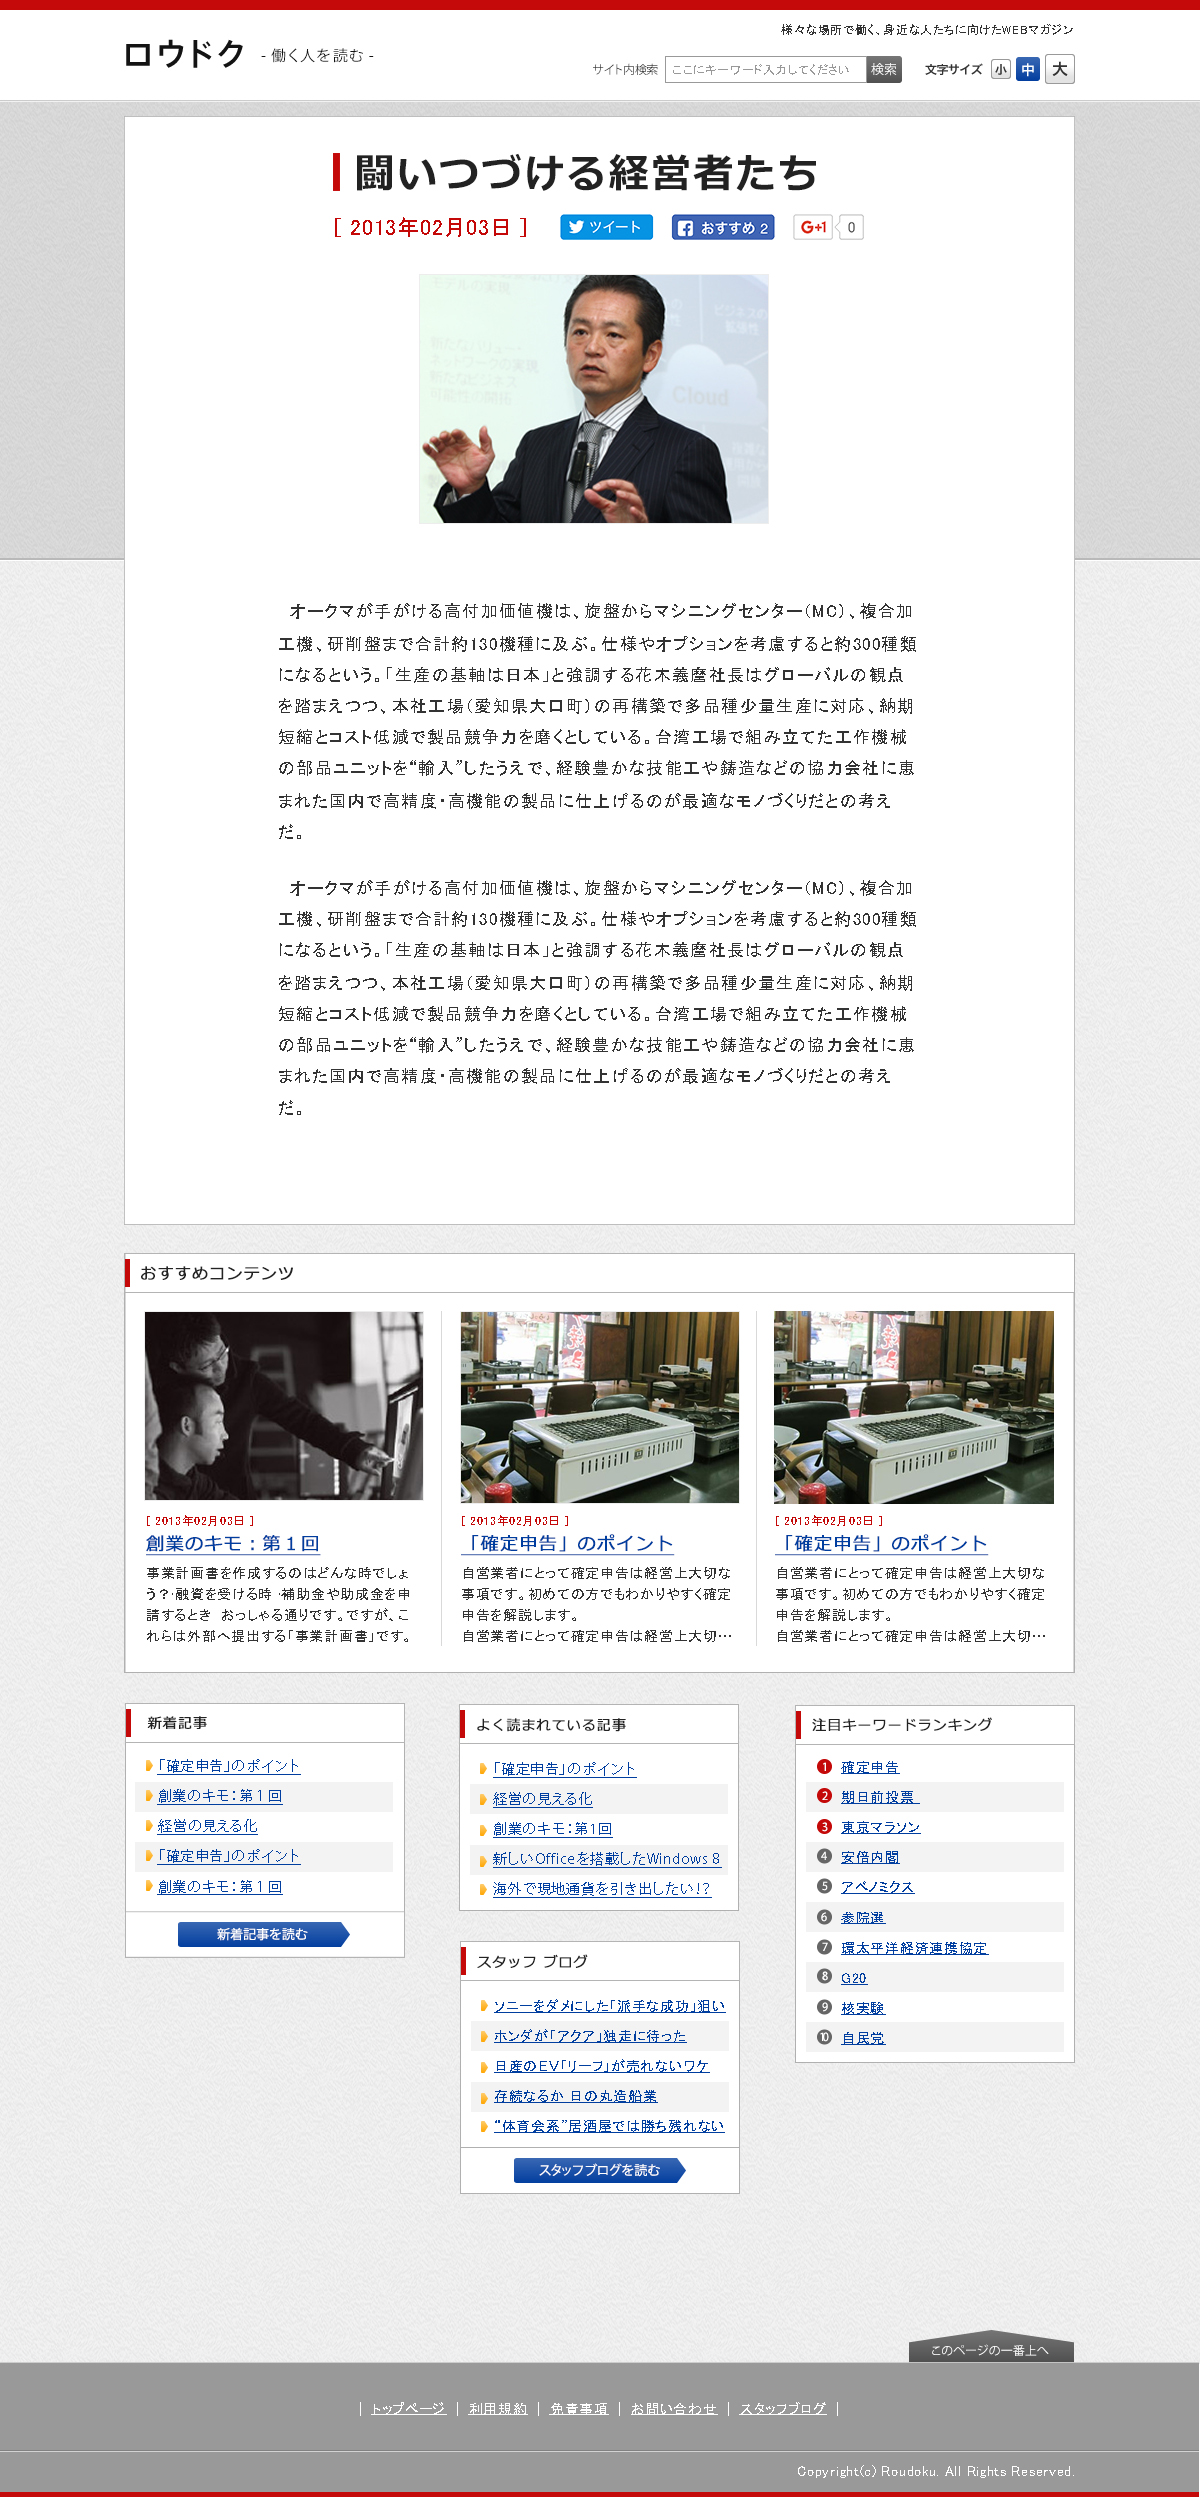 様々な場所で働く、身近な人たちに向けたWEBマガジン
ロウドク - 働く人を読む -
サイト内検索 ここにキーワード入力してください 検索 文字サイズ 小 中 大
闘いつづける経営者たち
[ 2013年02月03日 ] ツイート おすすめ 2 G+1 0
モデルの実現
ビジネスの
新たなバリュー・
ネットワークの実現
新たなビジネス
可能性の開拓
Cloud
オークマが手がける高付加価値機は、旋盤からマシニングセンター（MC）、複合加
工機、研削盤まで合計約130機種に及ぶ。仕様やオプションを考慮すると約300種類
になるという。「生産の基軸は日本」と強調する花木義麿社長はグローバルの観点
を踏まえつつ、本社工場（愛知県大口町）の再構築で多品種少量生産に対応、納期
短縮とコスト低減で製品競争力を磨くとしている。台湾工場で組み立てた工作機械
の部品ユニットを“輸入”したうえで、経験豊かな技能工や鋳造などの協力会社に恵
まれた国内で高精度・高機能の製品に仕上げるのが最適なモノづくりだとの考え
だ。
オークマが手がける高付加価値機は、旋盤からマシニングセンター（MC）、複合加
工機、研削盤まで合計約130機種に及ぶ。仕様やオプションを考慮すると約300種類
になるという。「生産の基軸は日本」と強調する花木義麿社長はグローバルの観点
を踏まえつつ、本社工場（愛知県大口町）の再構築で多品種少量生産に対応、納期
短縮とコスト低減で製品競争力を磨くとしている。台湾工場で組み立てた工作機械
の部品ユニットを“輸入”したうえで、経験豊かな技能工や鋳造などの協力会社に恵
まれた国内で高精度・高機能の製品に仕上げるのが最適なモノづくりだとの考え
だ。
おすすめコンテンツ
[ 2013年02月03日 ]
創業のキモ：第１回
事業計画書を作成するのはどんな時でしょ
う？・融資を受ける時 ・補助金や助成金を申
請するとき おっしゃる通りです。ですが、こ
れらは外部へ提出する「事業計画書」です。
[ 2013年02月03日 ]
「確定申告」のポイント
自営業者にとって確定申告は経営上大切な
事項です。初めての方でもわかりやすく確定
申告を解説します。
自営業者にとって確定申告は経営上大切…
[ 2013年02月03日 ]
「確定申告」のポイント
自営業者にとって確定申告は経営上大切な
事項です。初めての方でもわかりやすく確定
申告を解説します。
自営業者にとって確定申告は経営上大切…
新着記事
「確定申告」のポイント
創業のキモ：第１回
経営の見える化
「確定申告」のポイント
創業のキモ：第１回
新着記事を読む
よく読まれている記事
「確定申告」のポイント
経営の見える化
創業のキモ：第1回
新しいOfficeを搭載したWindows 8
海外で現地通貨を引き出したい!?
スタッフ ブログ
ソニーをダメにした「派手な成功」狙い
ホンダが「アクア」独走に待った
日産のEV「リーフ」が売れないワケ
存続なるか 日の丸造船業
“体育会系”居酒屋では勝ち残れない
スタッフブログを読む
注目キーワードランキング
1 確定申告
2 期日前投票
3 東京マラソン
4 安倍内閣
5 アベノミクス
6 参院選
7 環太平洋経済連携協定
8 G20
9 核実験
10 自民党
このページの一番上へ
| トップページ | 利用規約 | 免責事項 | お問い合わせ | スタッフブログ |
Copyright(c) Roudoku. All Rights Reserved.